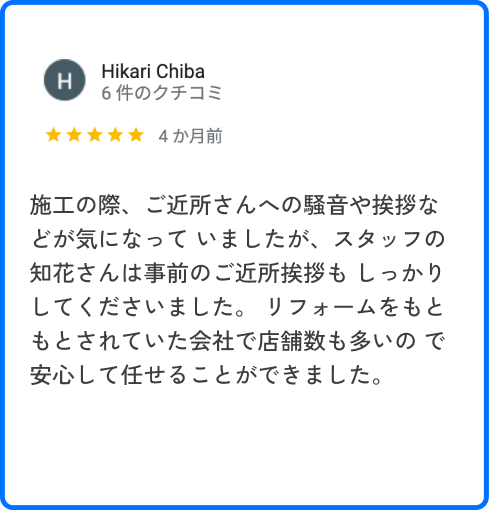 H
Hikari Chiba
6 件のクチコミ
4 か月前
施工の際、ご近所さんへの騒音や挨拶な
どが気になって いましたが、スタッフの
知花さんは事前のご近所挨拶も しっかり
してくださいました。 リフォームをもと
もとされていた会社で店舗数も多いの で
安心して任せることができました。